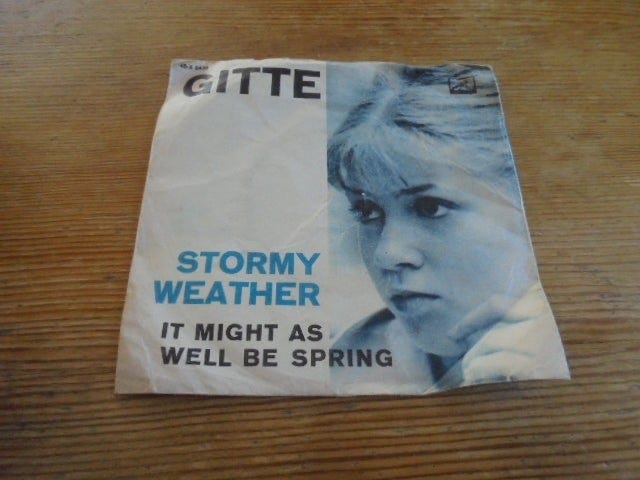 GITTE
STORMY
WEATHER
IT MIGHT AS
WELL BE SPRING